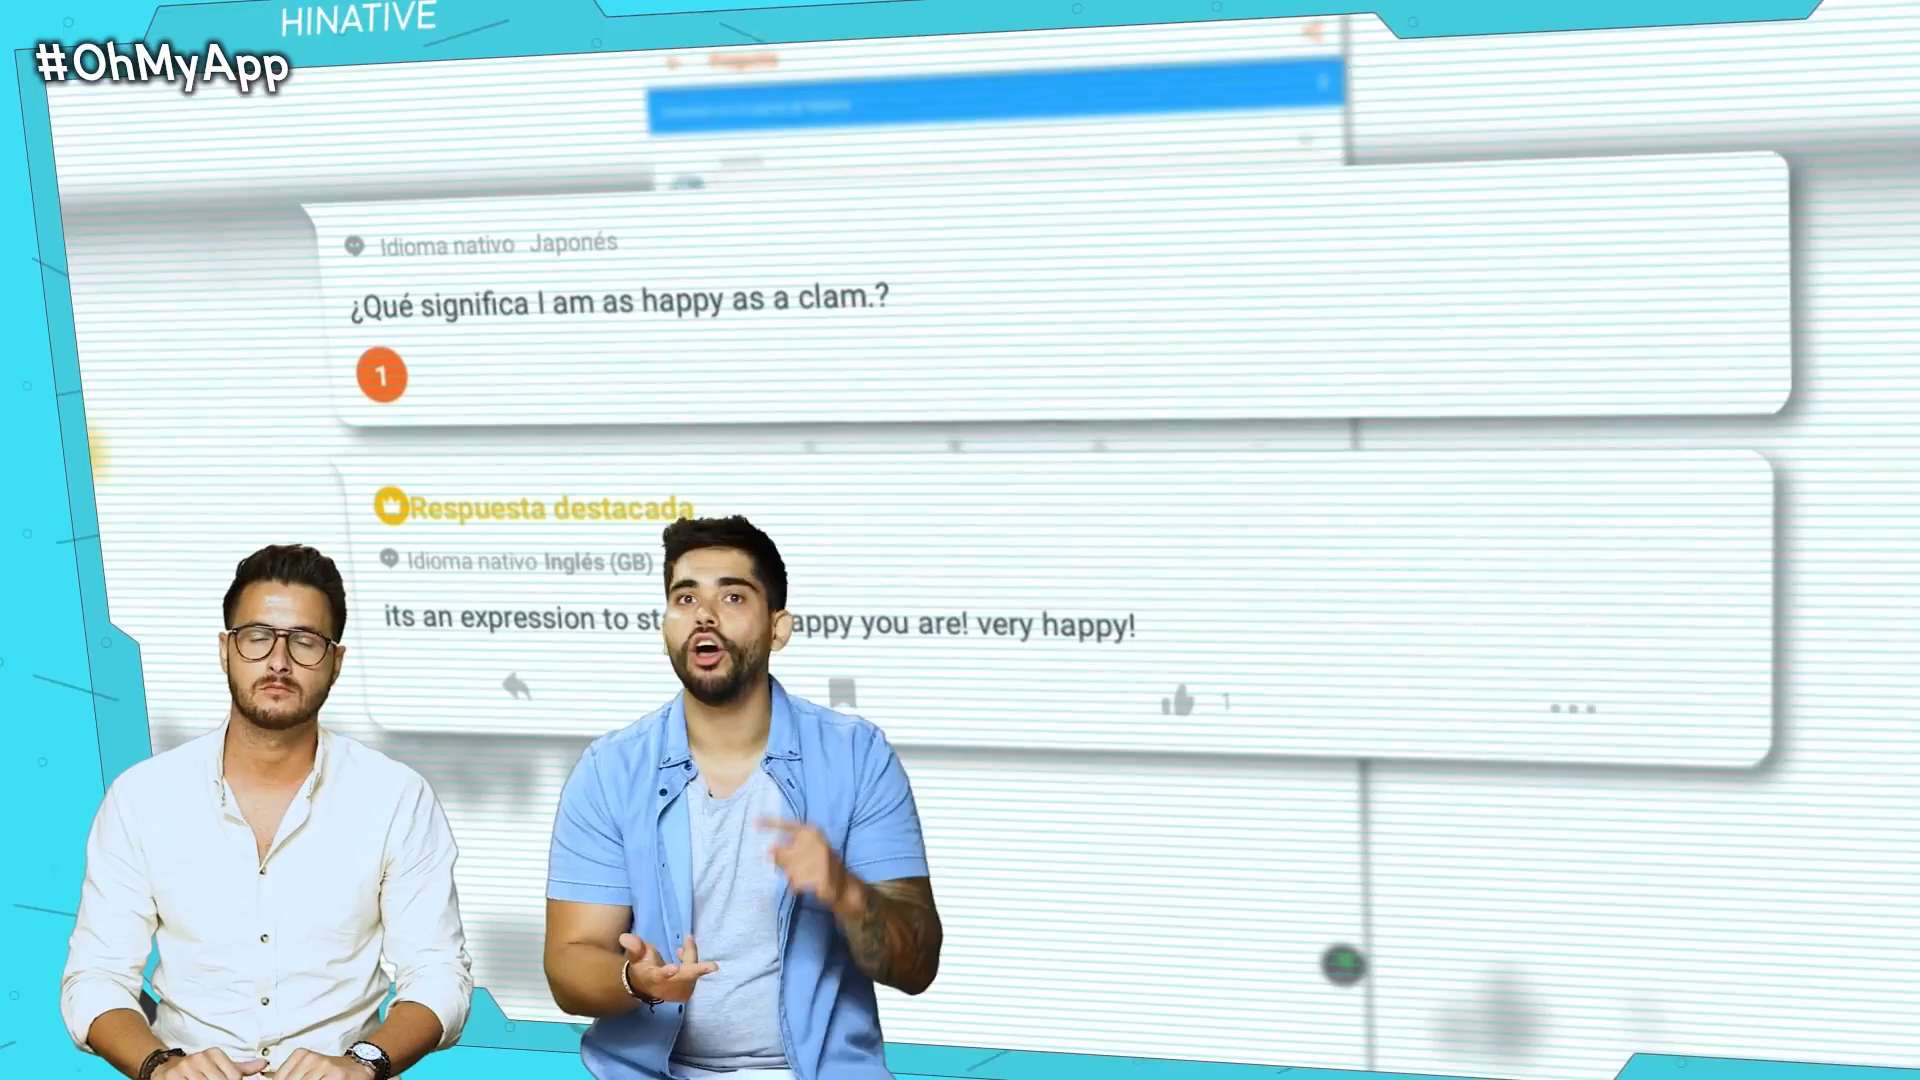 HINATIVE
#OhMyApp
Idioma nativo Japonés
¿Qué significa I am as happy as a clam.?
1
Respuesta destacada
Idioma nativo Inglés (GB)
its an expression to appy you are! very happy!
1